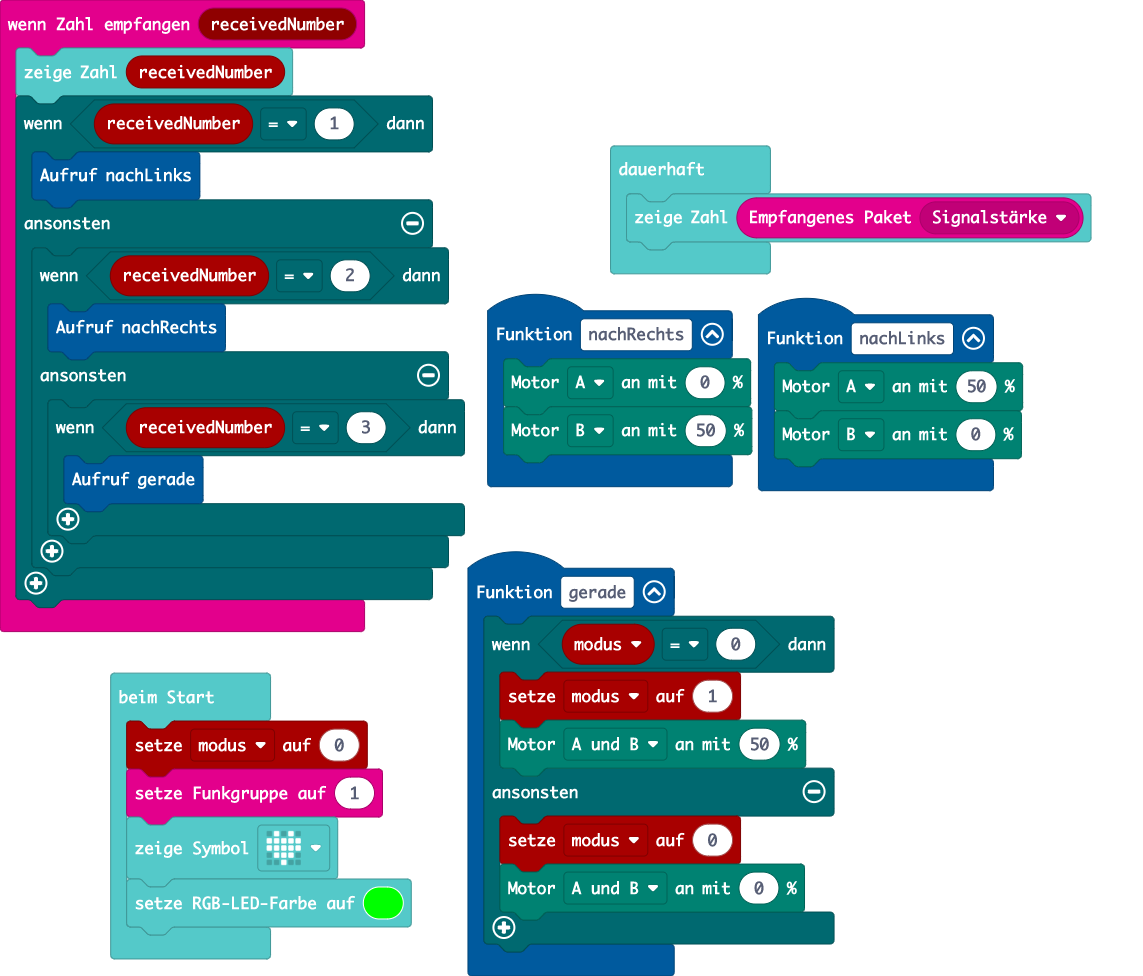 wenn Zahl empfangen receivedNumber
zeige Zahl receivedNumber
wenn receivedNumber = 1 dann
Aufruf nachLinks
ansonsten
wenn receivedNumber = 2 dann
Aufruf nachRechts
ansonsten
wenn receivedNumber = 3 dann
Aufruf gerade
dauerhaft
zeige Zahl Empfangenes Paket Signalstärke
Funktion nachRechts
Motor A an mit 0 %
Motor B an mit 50 %
Funktion nachLinks
Motor A an mit 50 %
Motor B an mit 0 %
beim Start
setze modus auf 0
setze Funkgruppe auf 1
zeige Symbol
setze RGB-LED-Farbe auf
Funktion gerade
wenn modus = 0 dann
setze modus auf 1
Motor A und B an mit 50 %
ansonsten
setze modus auf 0
Motor A und B an mit 0 %